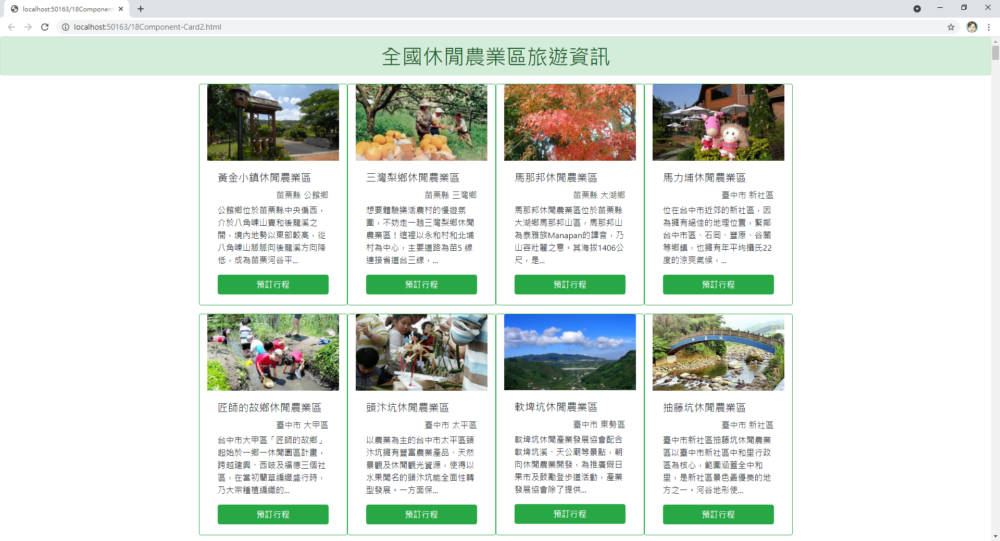 localhost:50163/18Component
localhost:50163/18Component-Card2.html
全國休閒農業區旅遊資訊
黃金小鎮休閒農業區
苗栗縣 公館鄉
公館鄉位於苗栗縣中央偏西，
介於八角崠山賣和後龍溪之
間，境內地勢以東部較高，從
八角崠山脈脈向後龍溪方向降
低，成為苗栗河谷平...
預訂行程
三灣梨鄉休閒農業區
苗栗縣 三灣鄉
想要體驗樂活農村的慢遊氛
圍，不妨走一趟三灣梨鄉休閒
農業區！這裡以永和村和北埔
村為中心，主要道路為苗5 線
連接省道台三線，...
預訂行程
馬那邦休閒農業區
苗栗縣 大湖鄉
馬那邦休閒農業區位於苗栗縣
大湖鄉馬那邦山區，馬那邦山
為泰雅族Manapan的譯音，乃
山容壯麗之意。其海拔1406公
尺，是...
預訂行程
馬力埔休閒農業區
臺中市 新社區
位在台中市近郊的新社區，因
為擁有絕佳的地理位置，緊鄰
台中市區、石岡、豐原、谷關
等鄉鎮，也擁有年平均攝氏22
度的涼爽氣候，...
預訂行程
匠師的故鄉休閒農業區
臺中市 大甲區
台中市大甲區「匠師的故鄉」
起始於一鄉一休閒園區計畫，
跨越建興、西岐及福德三個社
區，在當初藺草編織盛行時，
乃大宗種植編織的...
預訂行程
頭汴坑休閒農業區
臺中市 太平區
以農業為主的台中市太平區頭
汴坑擁有豐富農業產品、天然
景觀及休閒觀光資源，使得以
水果聞名的頭汴坑能全面性轉
型發展。一方面保...
預訂行程
軟埤坑休閒農業區
臺中市 東勢區
軟埤坑休閒產業發展協會配合
軟埤坑溪、天公廟等景點，朝
向休閒農業開發，為推廣假日
果市及鼓勵登步道活動，產業
發展協會除了提供...
預訂行程
抽藤坑休閒農業區
臺中市 新社區
臺中市新社區抽藤坑休閒農業
區以臺中市新社區中和里行政
區為核心，範圍涵蓋全中和
里，是新社區景色最優美的地
方之一。河谷地形使...
預訂行程